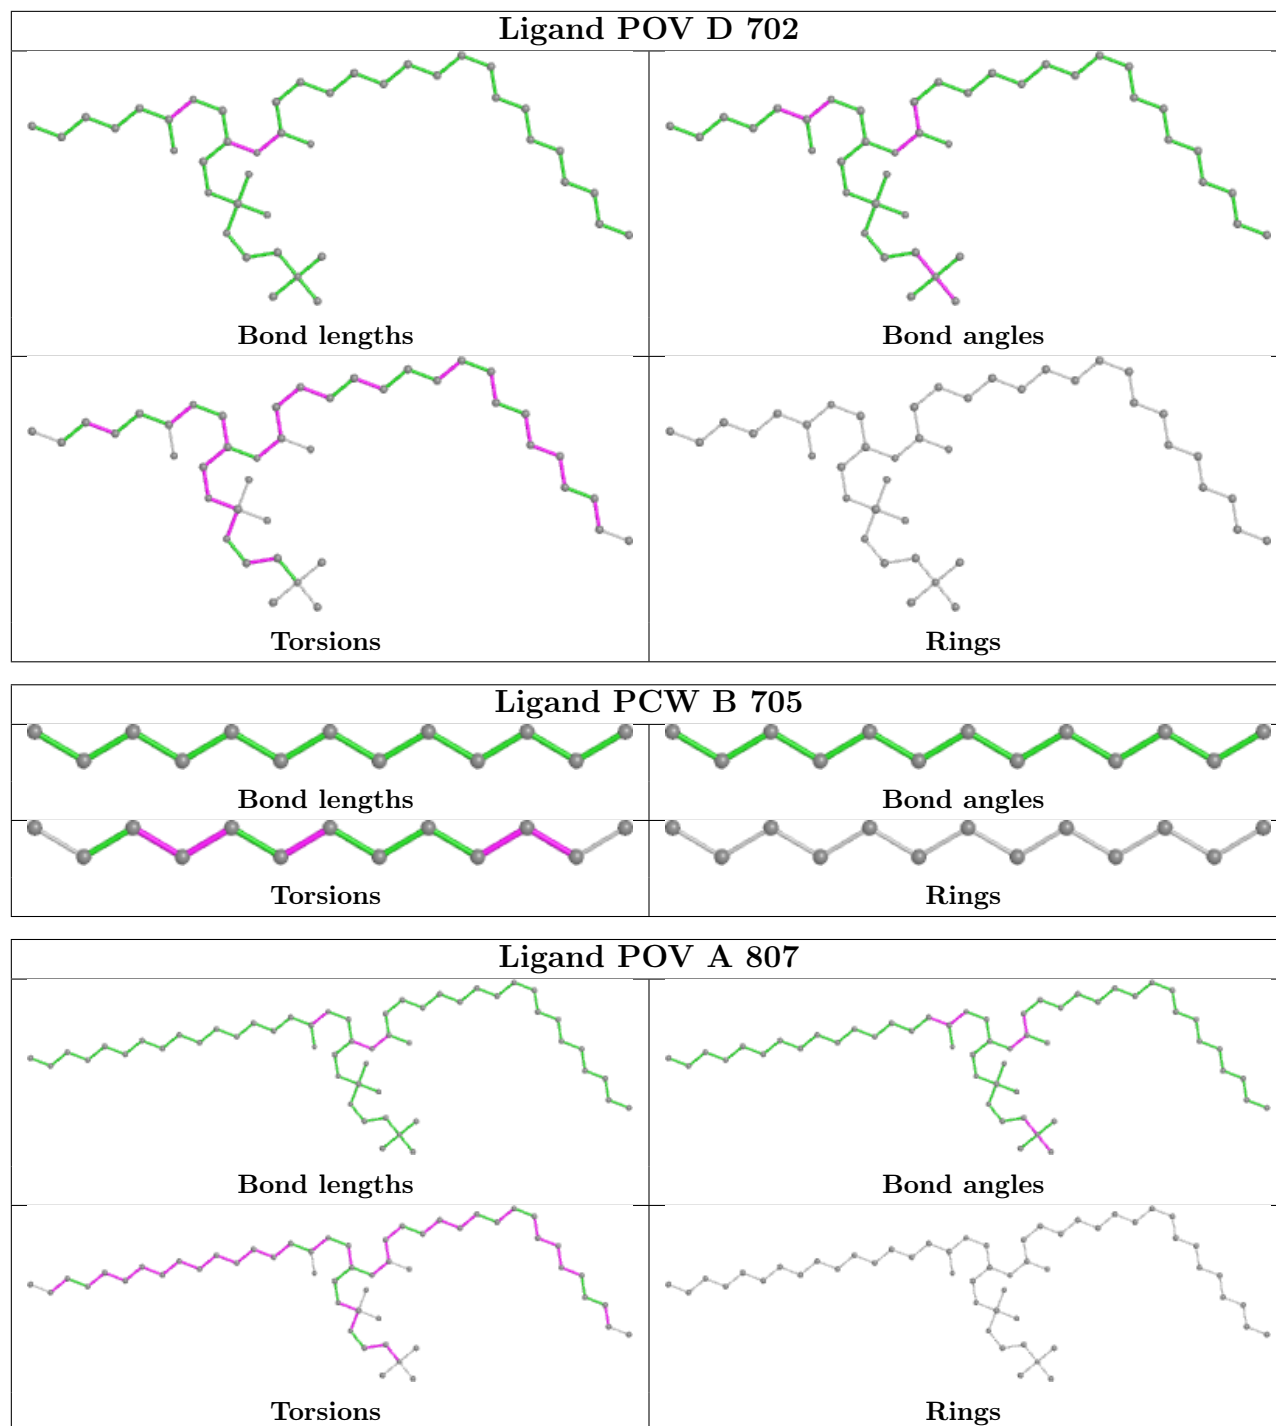 Ligand POV D 702
Bond lengths
Bond angles
Torsions
Rings
Ligand PCW B 705
Bond lengths
Bond angles
Torsions
Rings
Ligand POV A 807
Bond lengths
Bond angles
Torsions
Rings